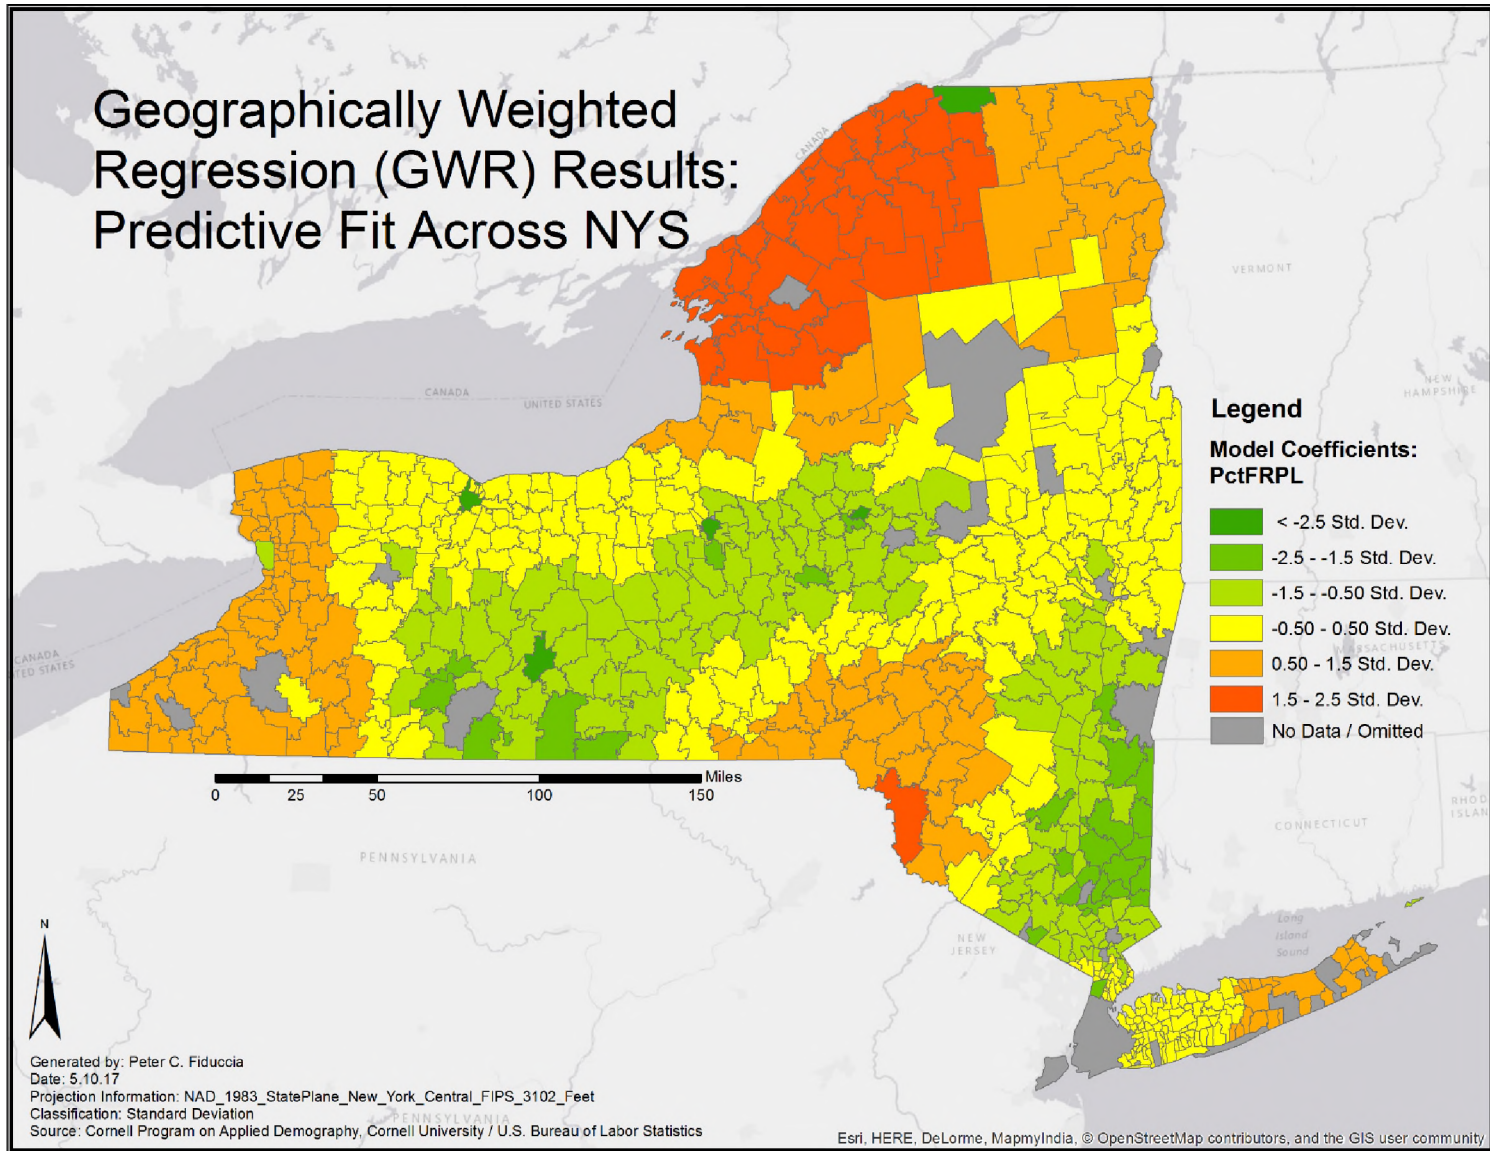 Geographically Weighted
Regression (GWR) Results:
Predictive Fit Across NYS
CANADA
VERMONT
CANADA
UNITED STATES
NEW
HAMPSHIRE
Legend
Model Coefficients:
PctFRPL
< -2.5 Std. Dev.
-2.5 - -1.5 Std. Dev.
-1.5 - -0.50 Std. Dev.
-0.50 - 0.50 Std. Dev.
0.50 - 1.5 Std. Dev.
1.5 - 2.5 Std. Dev.
No Data / Omitted
CANADA
UNITED STATES
MASSACHUSETTS
Miles
0 25 50 100 150
RHOD
ISLAN
CONNECTICUT
PENNSYLVANIA
N
Long
Island
Sound
NEW
JERSEY
Generated by: Peter C. Fiduccia
Date: 5.10.17
Projection Information: NAD_1983_StatePlane_New_York_Central_FIPS_3102_Feet
Classification: Standard Deviation
PENNSYLVANIA
Source: Cornell Program on Applied Demography, Cornell University / U.S. Bureau of Labor Statistics
Esri, HERE, DeLorme, MapmyIndia, © OpenStreetMap contributors, and the GIS user community